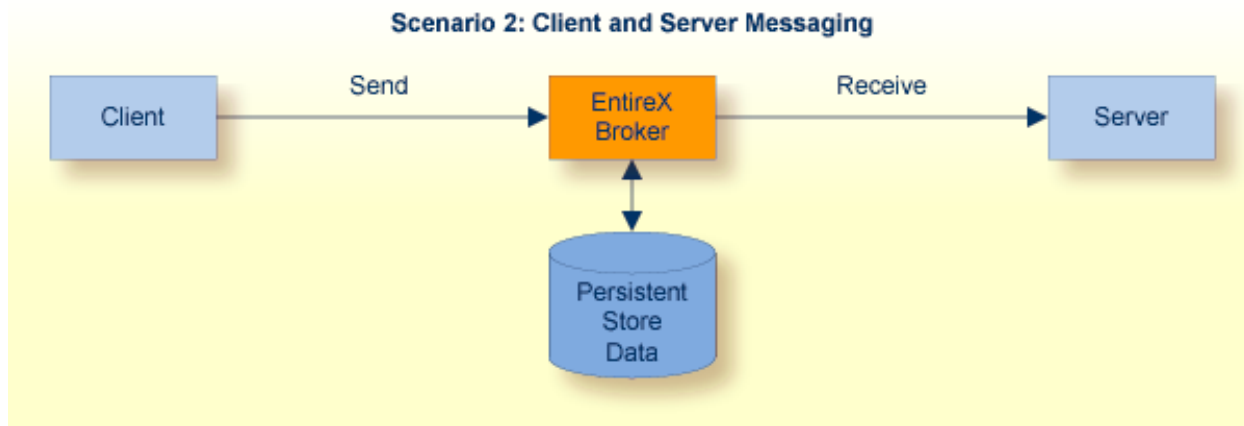 Scenario 2: Client and Server Messaging
Send
Receive
Client
EntireX
Broker
Server
Persistent
Store
Data